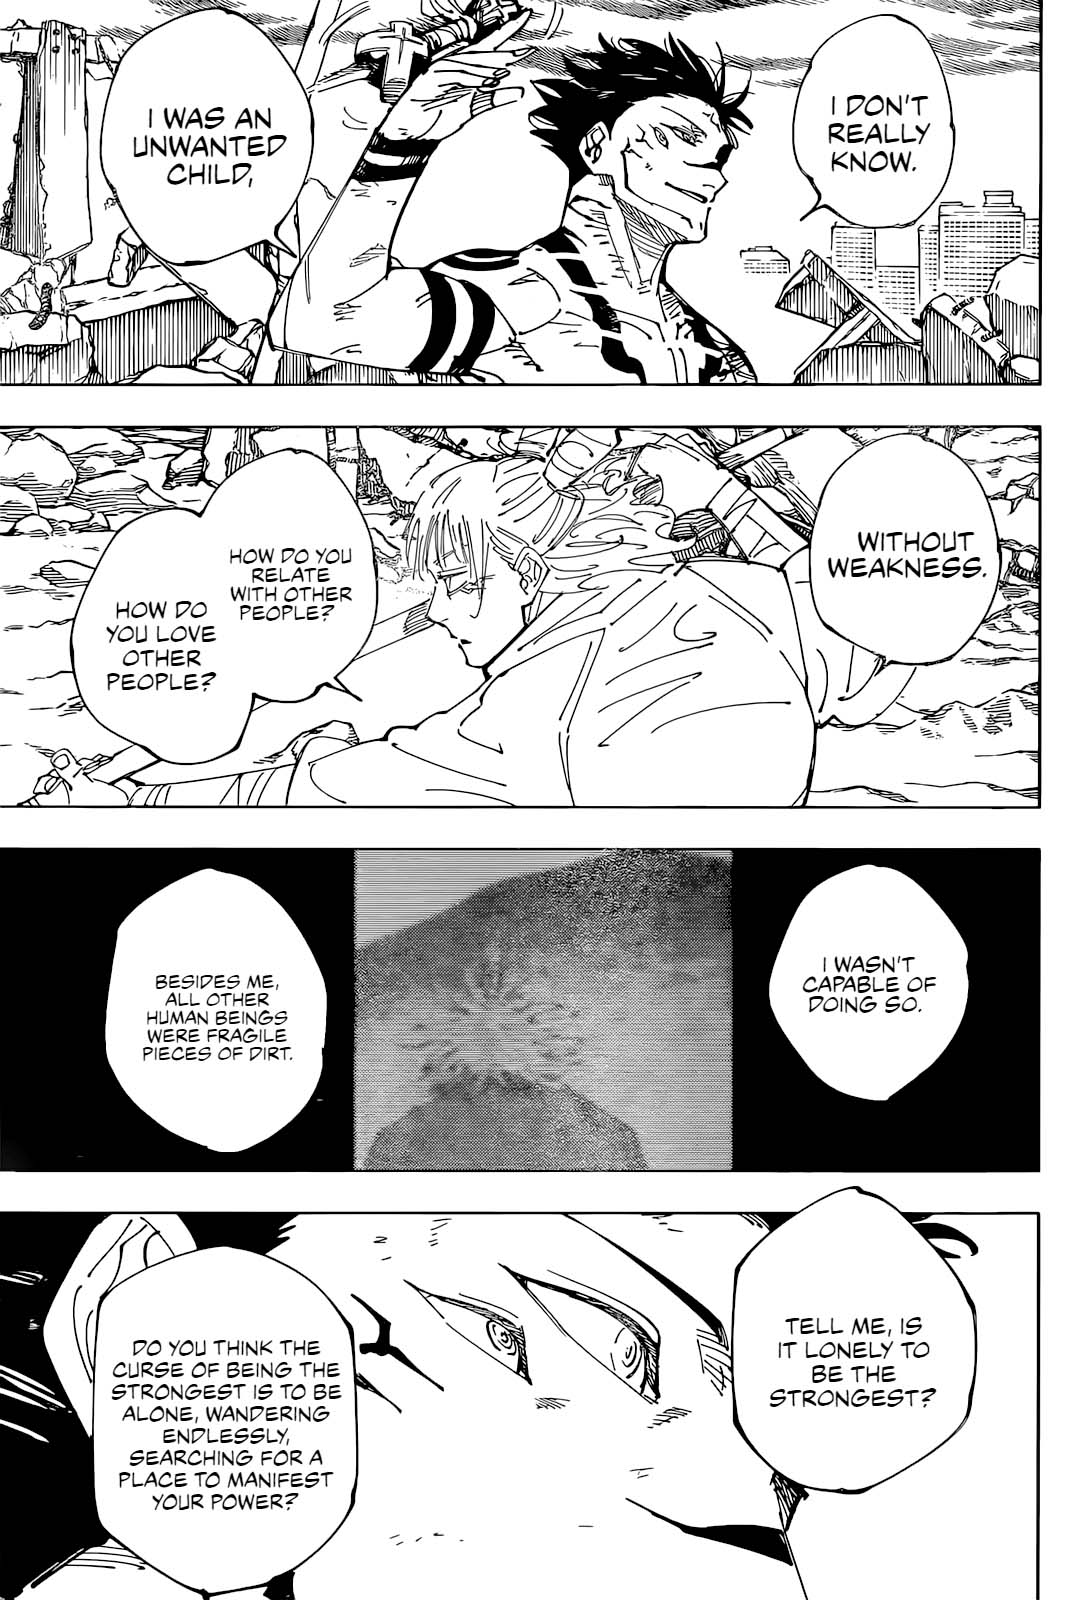 I DON'T
REALLY
KNOW.
I WAS AN
UNWANTED
CHILD,
WITHOUT
WEAKNESS.
HOW DO YOU
RELATE
WITH OTHER
PEOPLE?
HOW DO
YOU LOVE
OTHER
PEOPLE?
I WASN'T
CAPABLE OF
DOING SO.
BESIDES ME,
ALL OTHER
HUMAN BEINGS
WERE FRAGILE
PIECES OF DIRT.
TELL ME, IS
IT LONELY TO
BE THE
STRONGEST?
DO YOU THINK THE
CURSE OF BEING THE
STRONGEST IS TO BE
ALONE, WANDERING
ENDLESSLY,
SEARCHING FOR A
PLACE TO MANIFEST
YOUR POWER?